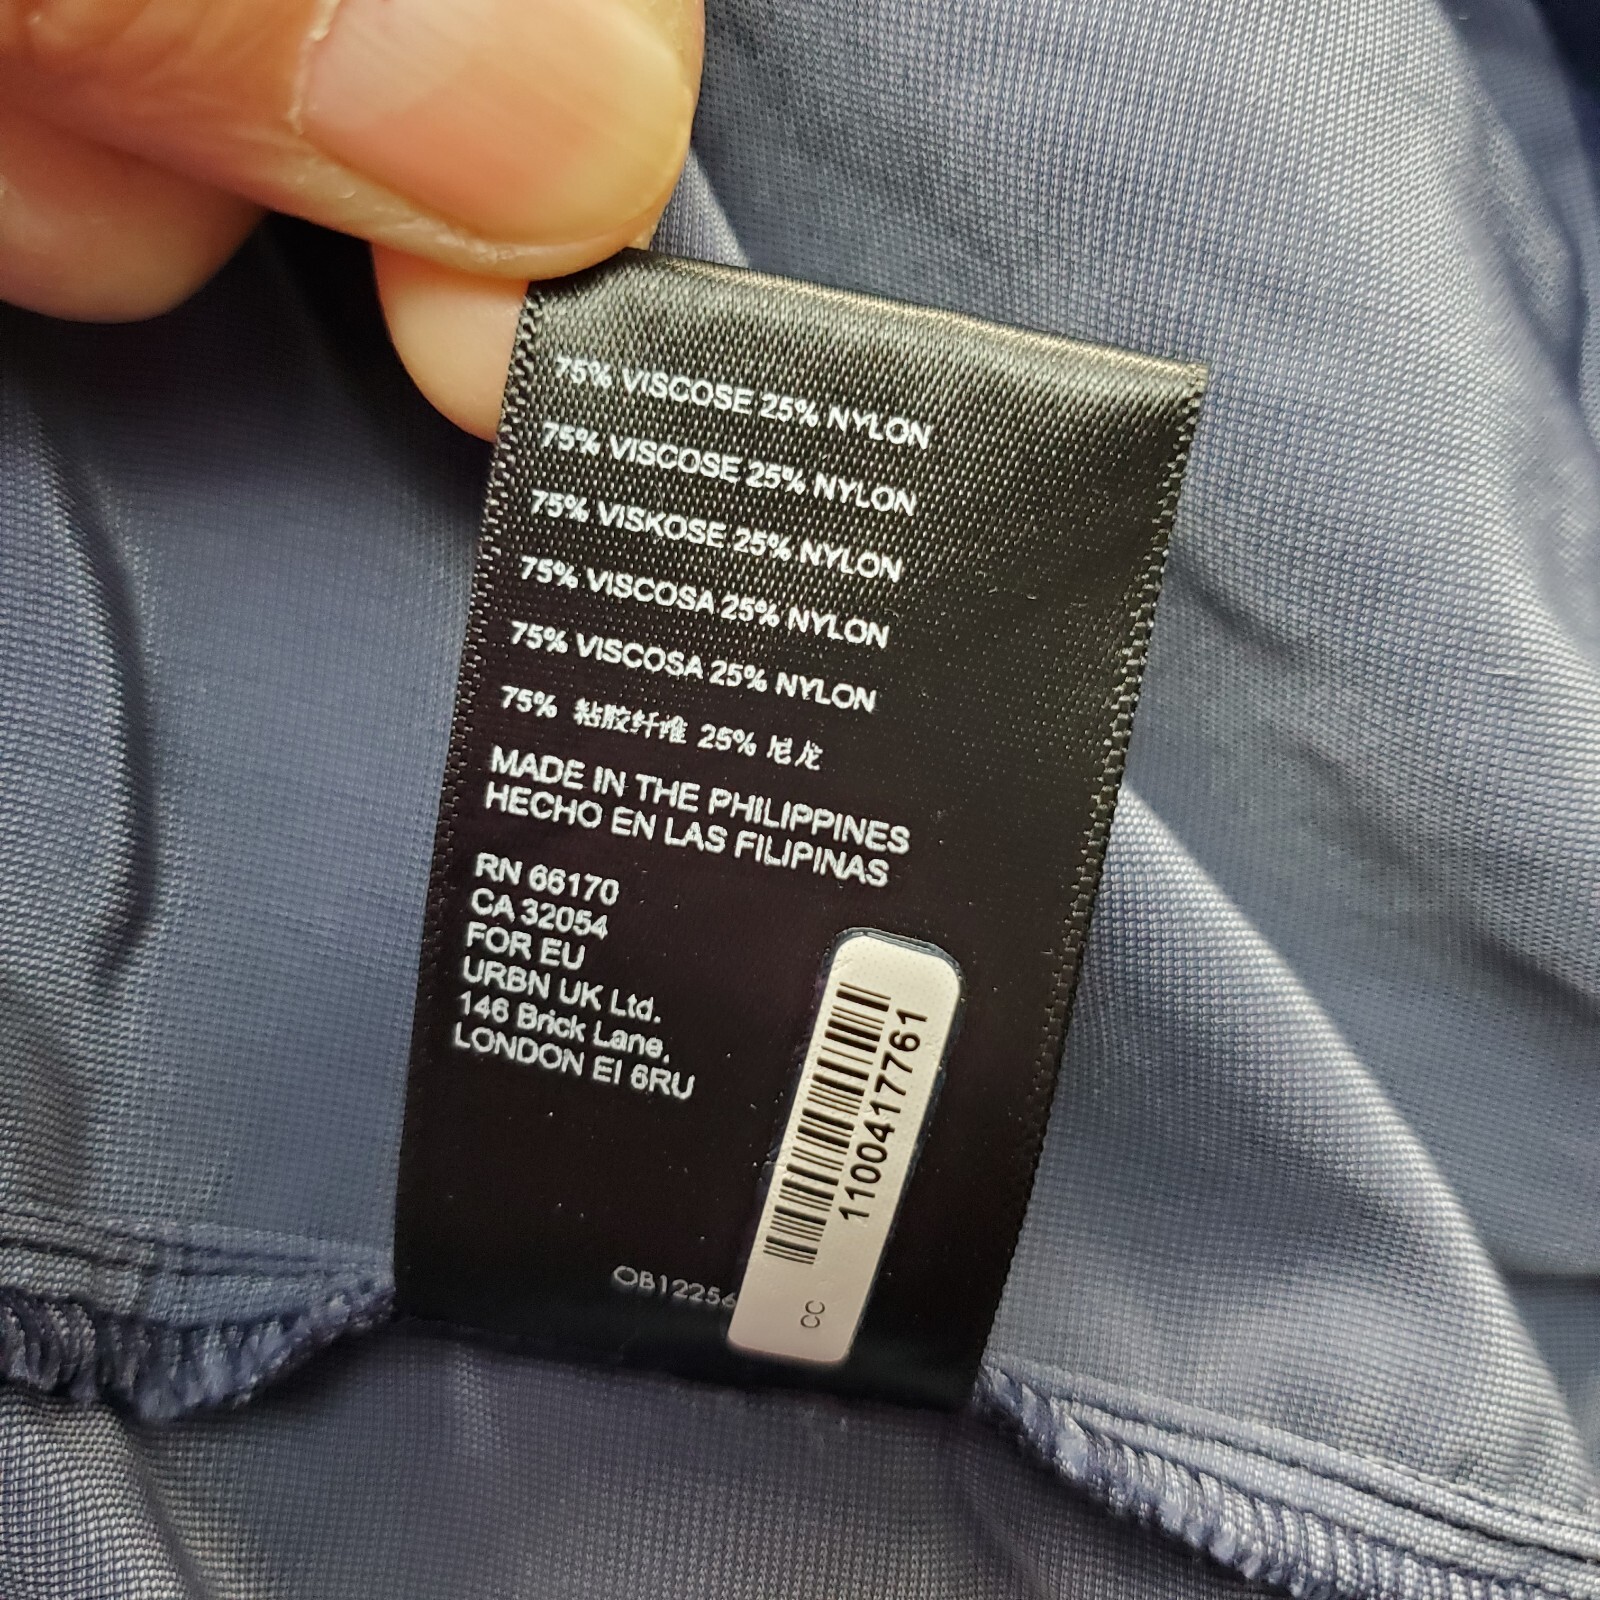 75% VISCOSE 25% NYLON
75% VISCOSE 25% NYLON
75% VISKOSE 25% NYLON
75% VISCOSA 25% NYLON
75% VISCOSA 25% NYLON
75% 粘胶纤维 25% 尼龙
MADE IN THE PHILIPPINES
HECHO EN LAS FILIPINAS
RN 66170
CA 32054
FOR EU
URBN UK Ltd.
146 Brick Lane,
LONDON EI 6RU
1100417761
CC
OB12256